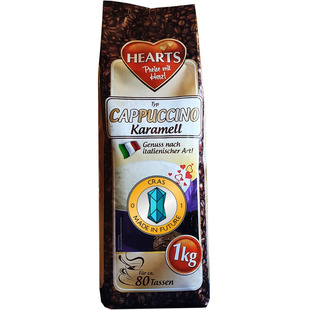 HEARTS
Preise mit
Herz!
Typ
CAPPUCCINO
Karamell
Genuss nach
italienischer Art!
CRAS
MADE IN FUTURE
1kg
Für ca.
80 Tassen